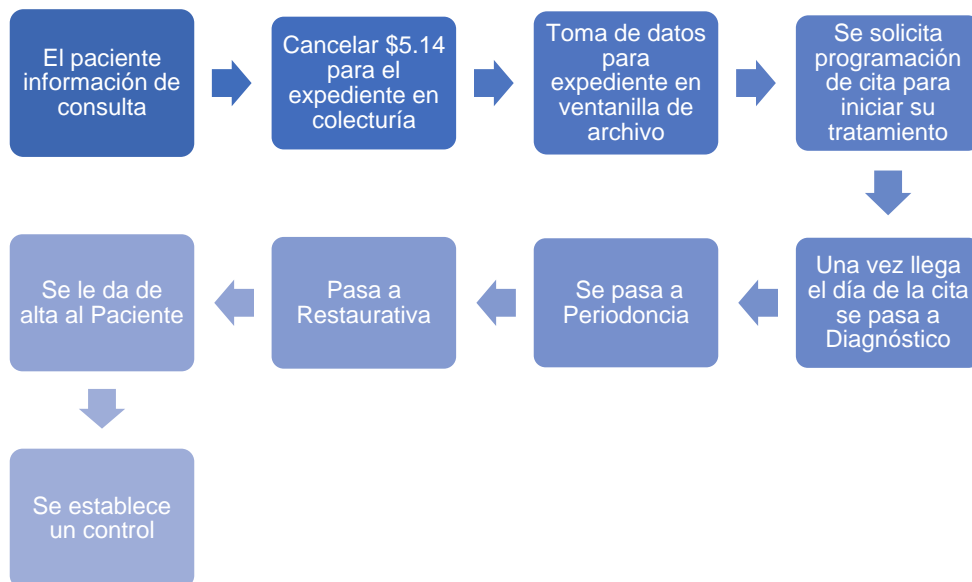 El paciente
información de
consulta
Cancelar $5.14
para el
expediente en
colecturía
Toma de datos
para
expediente en
ventanilla de
archivo
Se solicita
programación
de cita para
iniciar su
tratamiento
Una vez llega
el día de la cita
se pasa a
Diagnóstico
Se pasa a
Periodoncia
Pasa a
Restaurativa
Se le da de
alta al Paciente
Se establece
un control